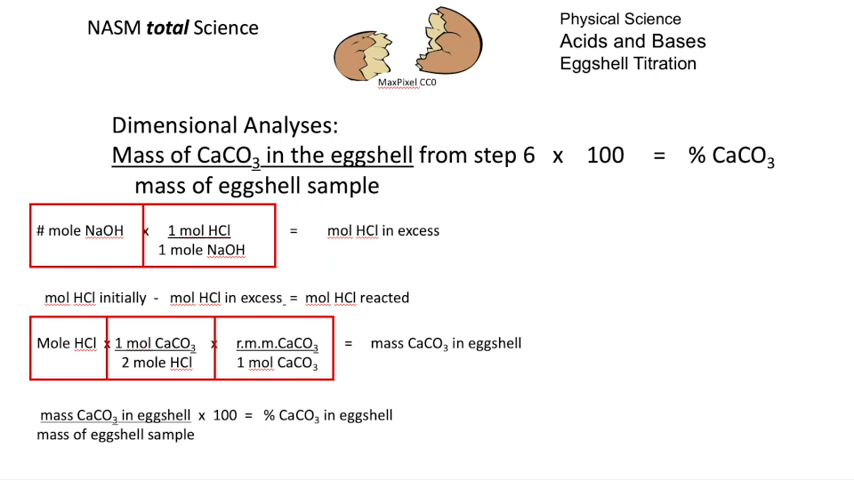 NASM total Science
Physical Science
Acids and Bases
Eggshell Titration
MaxPixel CC0
Dimensional Analyses:
Mass of CaCO₃ in the eggshell from step 6 x 100 = % CaCO₃
mass of eggshell sample
# mole NaOH x 1 mol HCl = mol HCl in excess
1 mole NaOH
mol HCl initially - mol HCl in excess = mol HCl reacted
Mole HCl x 1 mol CaCO₃ x r.m.m.CaCO₃ = mass CaCO₃ in eggshell
2 mole HCl 1 mol CaCO₃
mass CaCO₃ in eggshell x 100 = % CaCO₃ in eggshell
mass of eggshell sample